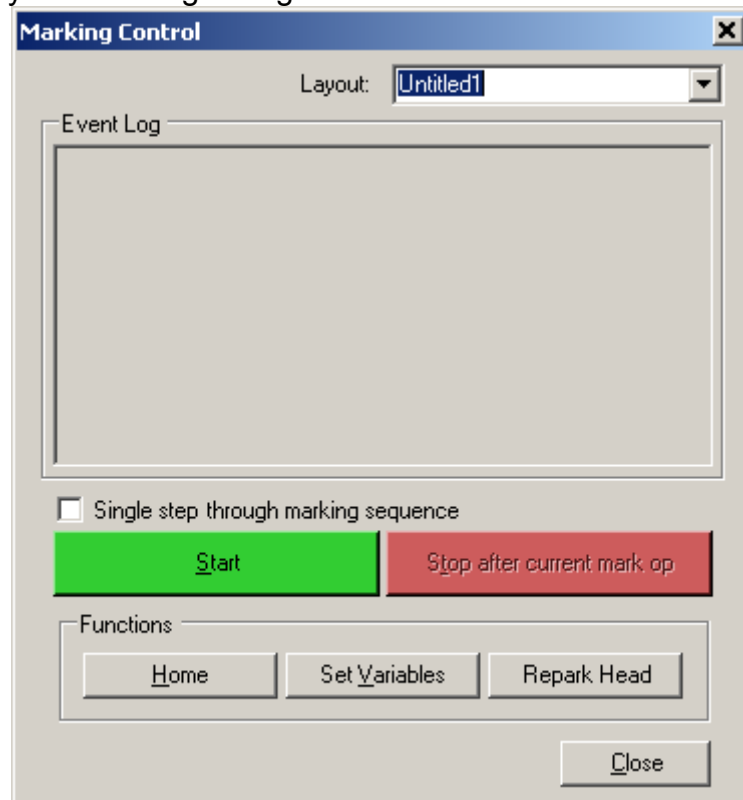 Marking Control
Layout: Untitled1
Event Log
Single step through marking sequence
Start Stop after current mark op
Functions
Home Set Variables Repark Head
Close